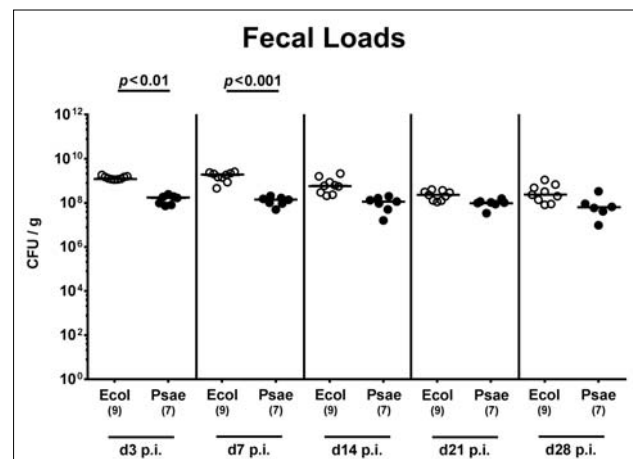 Fecal Loads
p<0.01 p<0.001
10¹²
10¹⁰
10⁸
10⁶
10⁴
10²
10⁰
CFU / g
Ecol Psae Ecol Psae Ecol Psae Ecol Psae Ecol Psae
(9) (7) (9) (7) (9) (7) (9) (7) (9) (7)
d3 p.i. d7 p.i. d14 p.i. d21 p.i. d28 p.i.